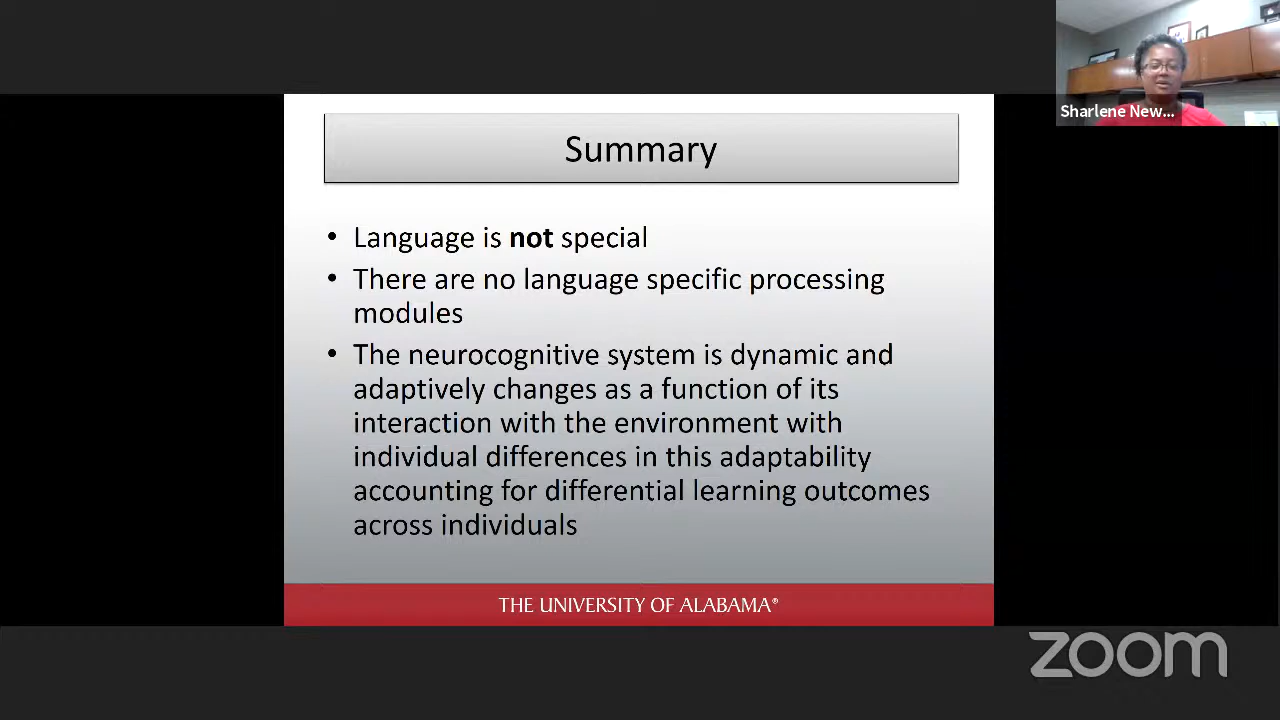 Sharlene New...
Summary
• Language is not special
• There are no language specific processing
modules
• The neurocognitive system is dynamic and
adaptively changes as a function of its
interaction with the environment with
individual differences in this adaptability
accounting for differential learning outcomes
across individuals
THE UNIVERSITY OF ALABAMA®
zoom